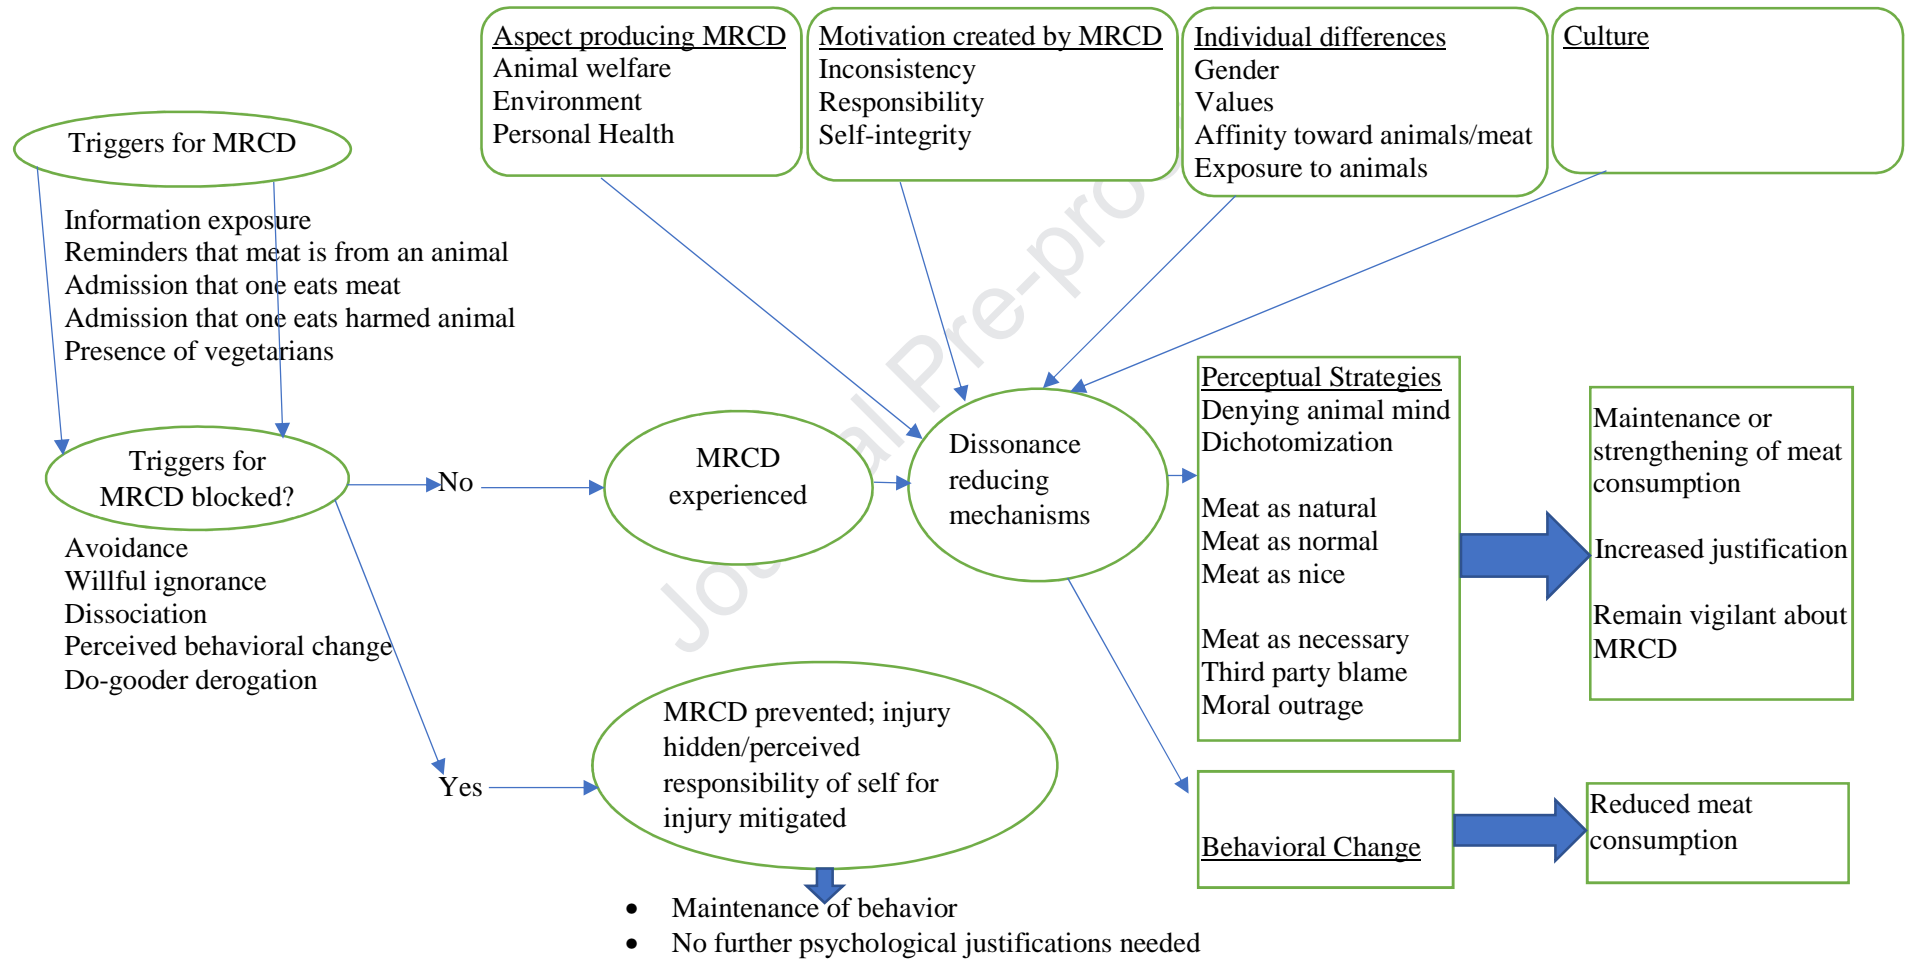 Aspect producing MRCD
Animal welfare
Environment
Personal Health
Motivation created by MRCD
Inconsistency
Responsibility
Self-integrity
Individual differences
Gender
Values
Affinity toward animals/meat
Exposure to animals
Culture
Triggers for MRCD
Information exposure
Reminders that meat is from an animal
Admission that one eats meat
Admission that one eats harmed animal
Presence of vegetarians
Triggers for
MRCD blocked?
Avoidance
Willful ignorance
Dissociation
Perceived behavioral change
Do-gooder derogation
No
MRCD
experienced
Dissonance
reducing
mechanisms
Perceptual Strategies
Denying animal mind
Dichotomization
Meat as natural
Meat as normal
Meat as nice
Meat as necessary
Third party blame
Moral outrage
Maintenance or
strengthening of meat
consumption
Increased justification
Remain vigilant about
MRCD
Yes
MRCD prevented; injury
hidden/perceived
responsibility of self for
injury mitigated
Behavioral Change
Reduced meat
consumption
• Maintenance of behavior
• No further psychological justifications needed